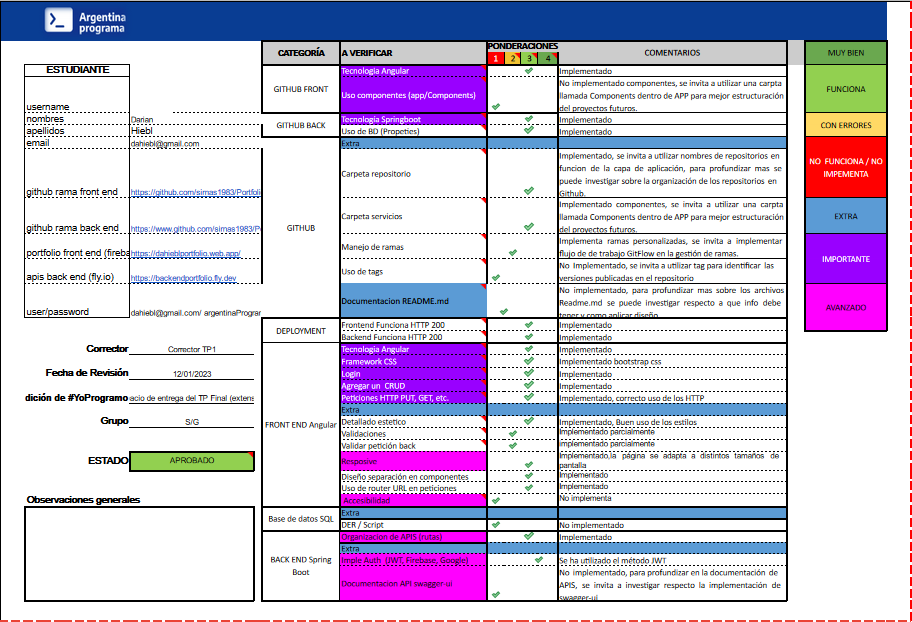 Argentina
programa
ESTUDIANTE
username
nombres Darian
apellidos Hiebl
email dahiebl@gmail.com
github rama front end https://github.com/simas1983/Portfoli
github rama back end https://www.github.com/simas1983/P
portfolio front end (fireba https://dahieblportfolio.web.app/
apis back end (fly.io) https://backendportfolio.fly.dev
user/password dahiebl@gmail.com/ argentinaPrograr
Corrector Corrector TP1
Fecha de Revisión 12/01/2023
dición de #YoProgramo acio de entrega del TP Final (extens
Grupo S/G
ESTADO APROBADO
Observaciones generales
CATEGORÍA A VERIFICAR PONDERACIONES COMENTARIOS
1 2 3 4
GITHUB FRONT
Tecnologia Angular Implementado
Uso componentes (app/Components) No implementado componentes, se invita a utilizar una carpta
llamada Components dentro de APP para mejor estructuración
del proyectos futuros.
GITHUB BACK
Tecnologia Springboot Implementado
Uso de BD (Propeties) Implementado
GITHUB
Extra
Carpeta repositorio Implementado, se invita a utilizar nombres de repositorios en
funcion de la capa de aplicación, para profundizar mas se
puede investigar sobre la organización de los repositorios en
Github.
Carpeta servicios Implementado componentes, se invita a utilizar una carpta
llamada Components dentro de APP para mejor estructuración
del proyectos futuros.
Manejo de ramas Implementa ramas personalizadas, se invita a implementar
flujo de de trabajo GitFlow en la gestión de ramas.
Uso de tags No Implementado, se invita a utilizar tag para identificar las
versiones publicadas en el repositorio
Documentacion README.md No implementado, para profundizar mas sobre los archivos
Readme.md se puede investigar respecto a que info debe
tener y como aplicar diseño
DEPLOYMENT
Frontend Funciona HTTP 200 Implementado
Backend Funciona HTTP 200 Implementado
FRONT END Angular
Tecnologia Angular Implementado
Framework CSS Implementado bootstrap css
Login Implementado
Agregar un CRUD Implementado
Peticiones HTTP PUT, GET, etc. Implementado, correcto uso de los HTTP
Extra
Detallado estetico Implementado, Buen uso de los estilos
Validaciones Implementado parcialmente
Validar petición back implementado parcialmente
Resposive Implementado,la página se adapta a distintos tamaños de
pantalla
Diseño separación en componentes Implementado
Uso de router URL en peticiones Implementado
Accesibilidad No implementa
Base de datos SQL
Extra
DER / Script No implementado
BACK END Spring
Boot
Organizacion de APIS (rutas) Implementado
Extra
Imple Auth (JWT, Firebase, Google) Se ha utilizado el método JWT
Documentacion API swagger-ui No implementado, para profundizar en la documentación de
APIS, se invita a investigar respecto la implementación de
swagger-ui
MUY BIEN
FUNCIONA
CON ERRORES
NO FUNCIONA / NO
IMPEMENTA
EXTRA
IMPORTANTE
AVANZADO